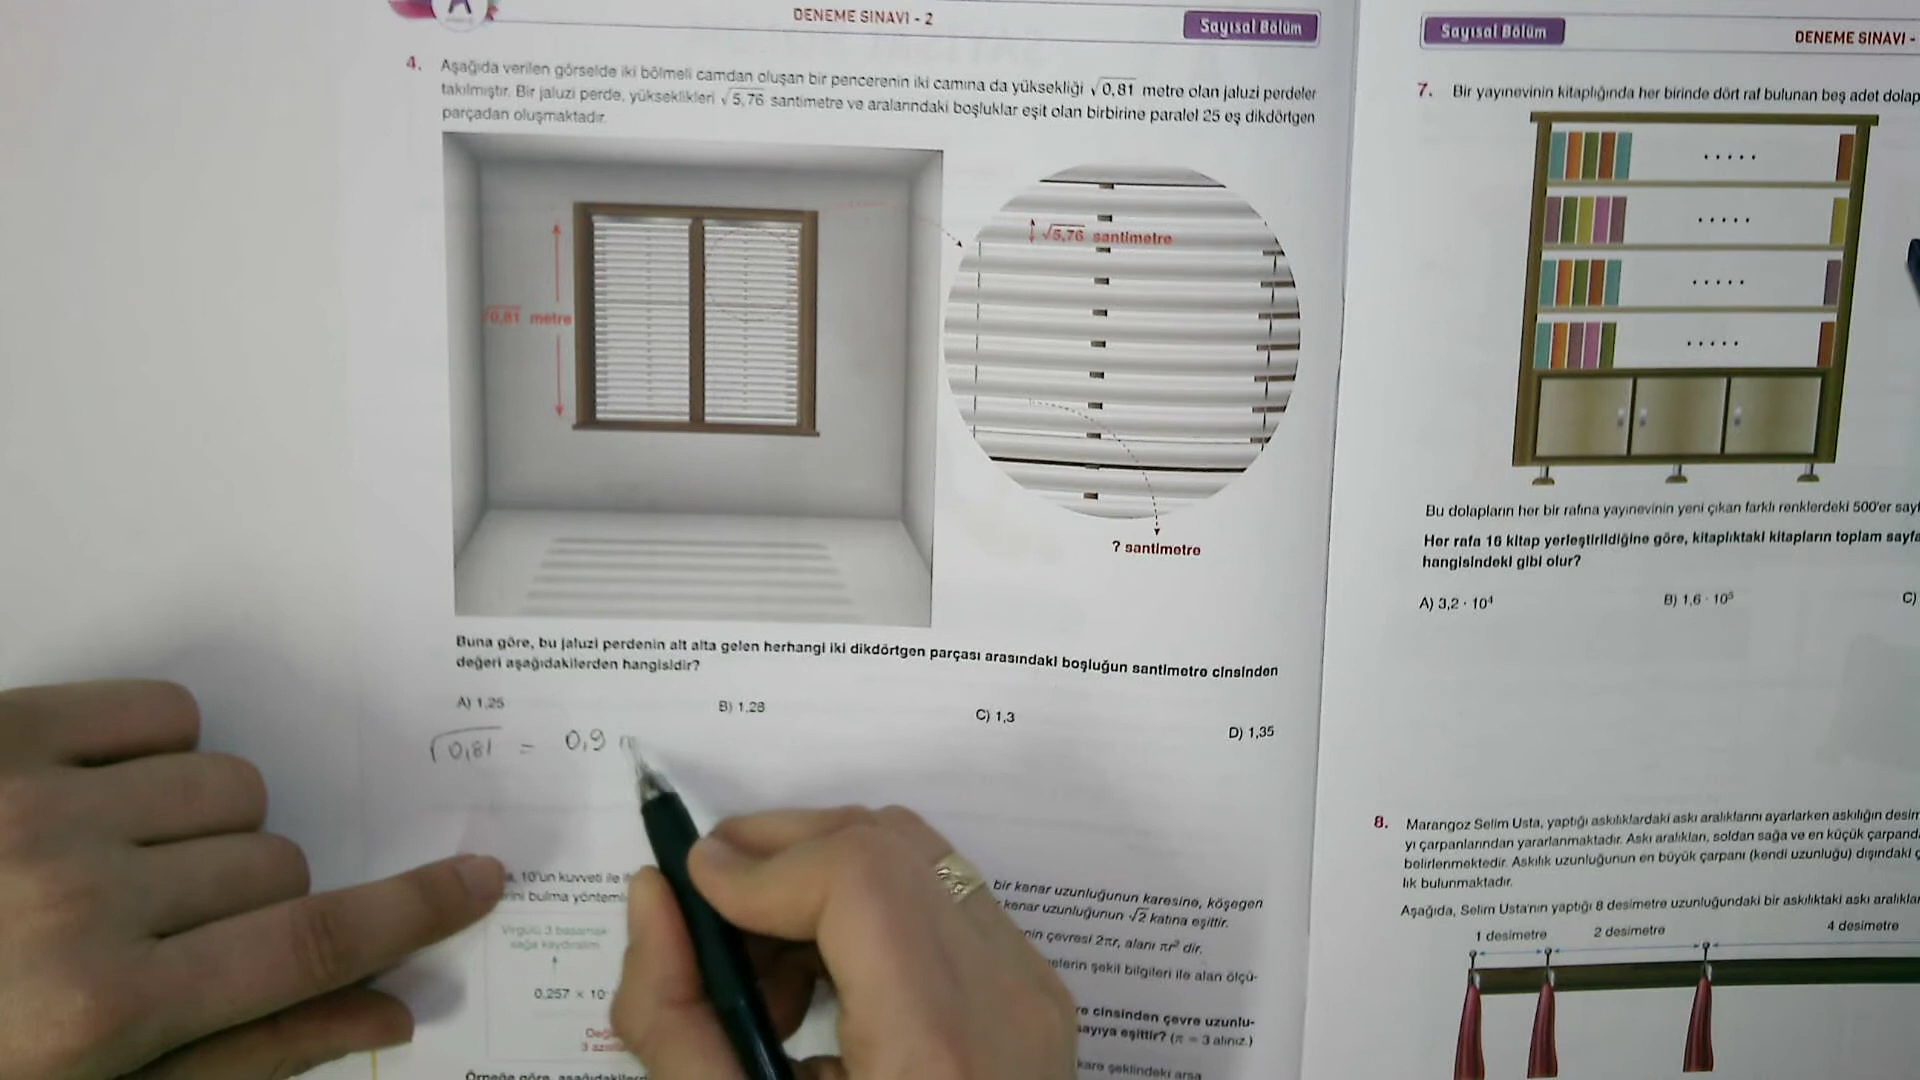 A
DENEME SINAVI - 2
Sayısal Bölüm
4. Aşağıda verilen görselde iki bölmeli camdan oluşan bir pencerenin iki camına da yüksekliği √0,81 metre olan jaluzi perdeler
takılmıştır. Bir jaluzi perde, yükseklikleri √5,76 santimetre ve aralarındaki boşluklar eşit olan birbirine paralel 25 eş dikdörtgen
parçadan oluşmaktadır.
√0,81 metre
√5,76 santimetre
? santimetre
Buna göre, bu jaluzi perdenin alt alta gelen herhangi iki dikdörtgen parçası arasındaki boşluğun santimetre cinsinden
değeri aşağıdakilerden hangisidir?
A) 1,25
B) 1,28
C) 1,3
D) 1,35
√0,81 = 0,9
10'un kuvveti ile
bulma
Virgülü 3 basamak
sağa kaydıralım
0,257 × 10
Örneğe göre,
bir kenar uzunluğunun karesine, köşegen
kenar uzunluğunun √2 katına eşittir.
çevresi 2πr, alanı πr² dir.
şekil bilgileri ile alan ölçü-
cinsinden çevre uzunlu-
sayıya eşittir? (π = 3 alınız.)
kare şeklindeki arsa
Sayısal Bölüm
DENEME SINAVI -
7. Bir yayınevinin kitaplığında her birinde dört raf bulunan beş adet dolap
Bu dolapların her bir rafına yayınevinin yeni çıkan farklı renklerdeki 500'er
Her rafa 16 kitap yerleştirildiğine göre, kitaplıktaki kitapların toplam
hangisindeki gibi olur?
A) 3,2 · 10⁴
B) 1,6 · 10⁵
C)
8. Marangoz Selim Usta, yaptığı askılıklardaki askı aralıklarını ayarlarken askılığın
yı çarpanlarından yararlanmaktadır. Askı aralıkları, soldan sağa ve en küçük
belirlenmektedir. Askılık uzunluğunun en büyük çarpanı (kendi uzunluğu) dışındaki
lık bulunmaktadır.
Aşağıda, Selim Usta'nın yaptığı 8 desimetre uzunluğundaki bir askılıktaki askı
1 desimetre
2 desimetre
4 desimetre